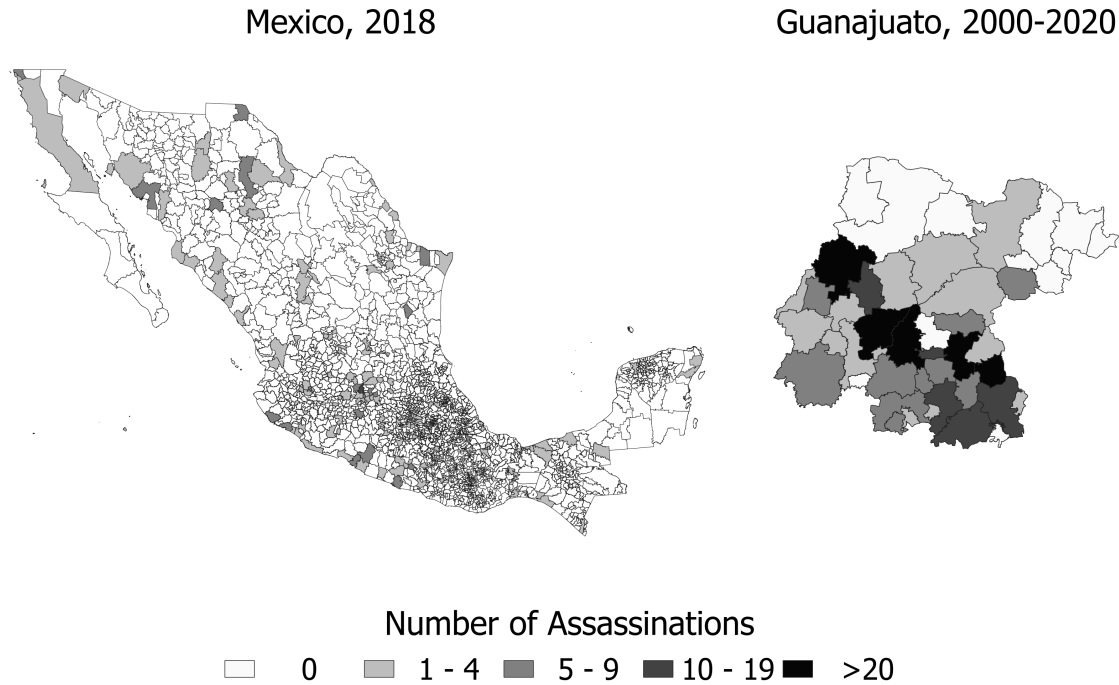 Mexico, 2018
Guanajuato, 2000-2020
Number of Assassinations
0 1 - 4 5 - 9 10 - 19 >20